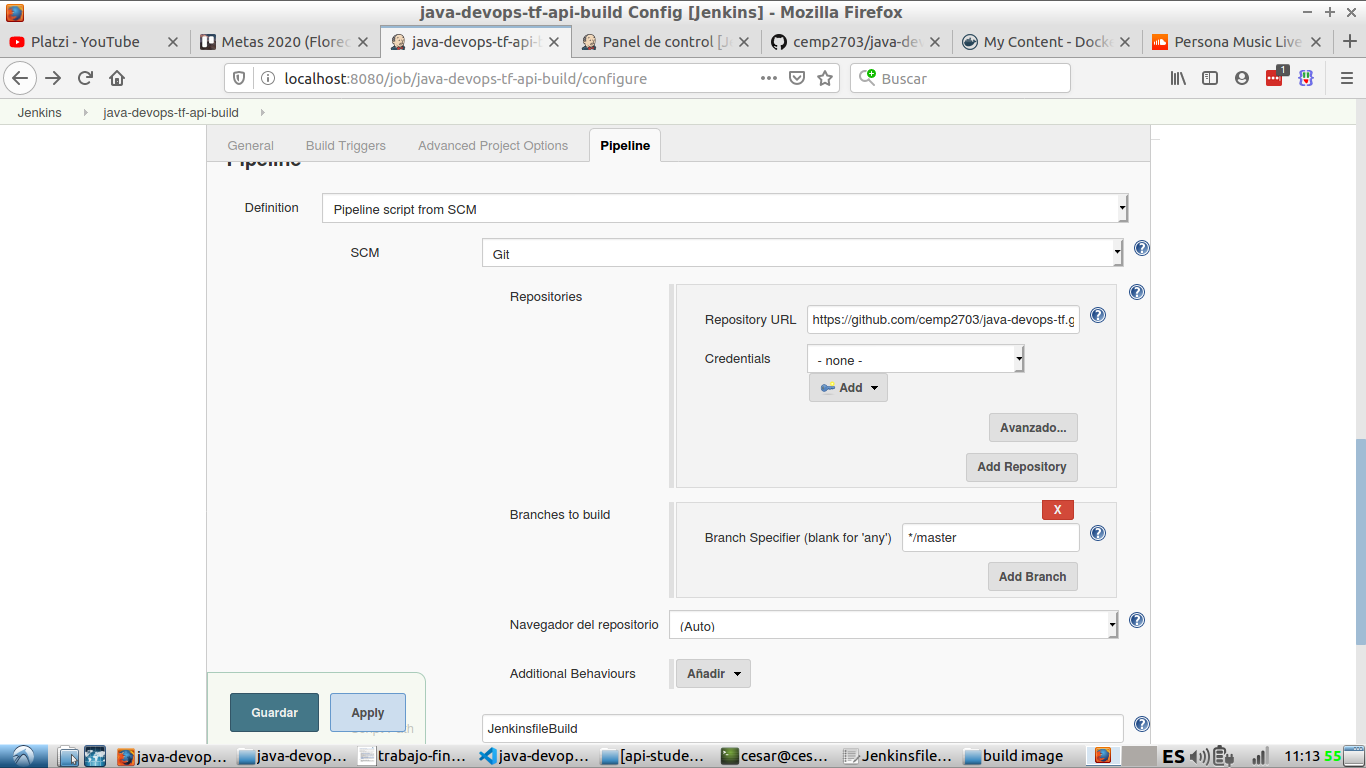 java-devops-tf-api-build Config [Jenkins] - Mozilla Firefox
Platzi - YouTube
Metas 2020 (Florec
java-devops-tf-api-b
Panel de control [Je
cemp2703/java-dev
My Content - Docke
Persona Music Live
localhost:8080/job/java-devops-tf-api-build/configure
Buscar
1
Jenkins
java-devops-tf-api-build
General
Build Triggers
Advanced Project Options
Pipeline
Pipeline
Definition
Pipeline script from SCM
SCM
Git
Repositories
Repository URL
https://github.com/cemp2703/java-devops-tf.g
Credentials
- none -
Add
Avanzado...
Add Repository
Branches to build
X
Branch Specifier (blank for 'any')
*/master
Add Branch
Navegador del repositorio
(Auto)
Additional Behaviours
Añadir
Guardar
Apply
Script Path
JenkinsfileBuild
java-devop...
java-devop...
trabajo-fin...
java-devop...
[api-stude...
cesar@ces...
Jenkinsfile...
build image
ES
11:13
55